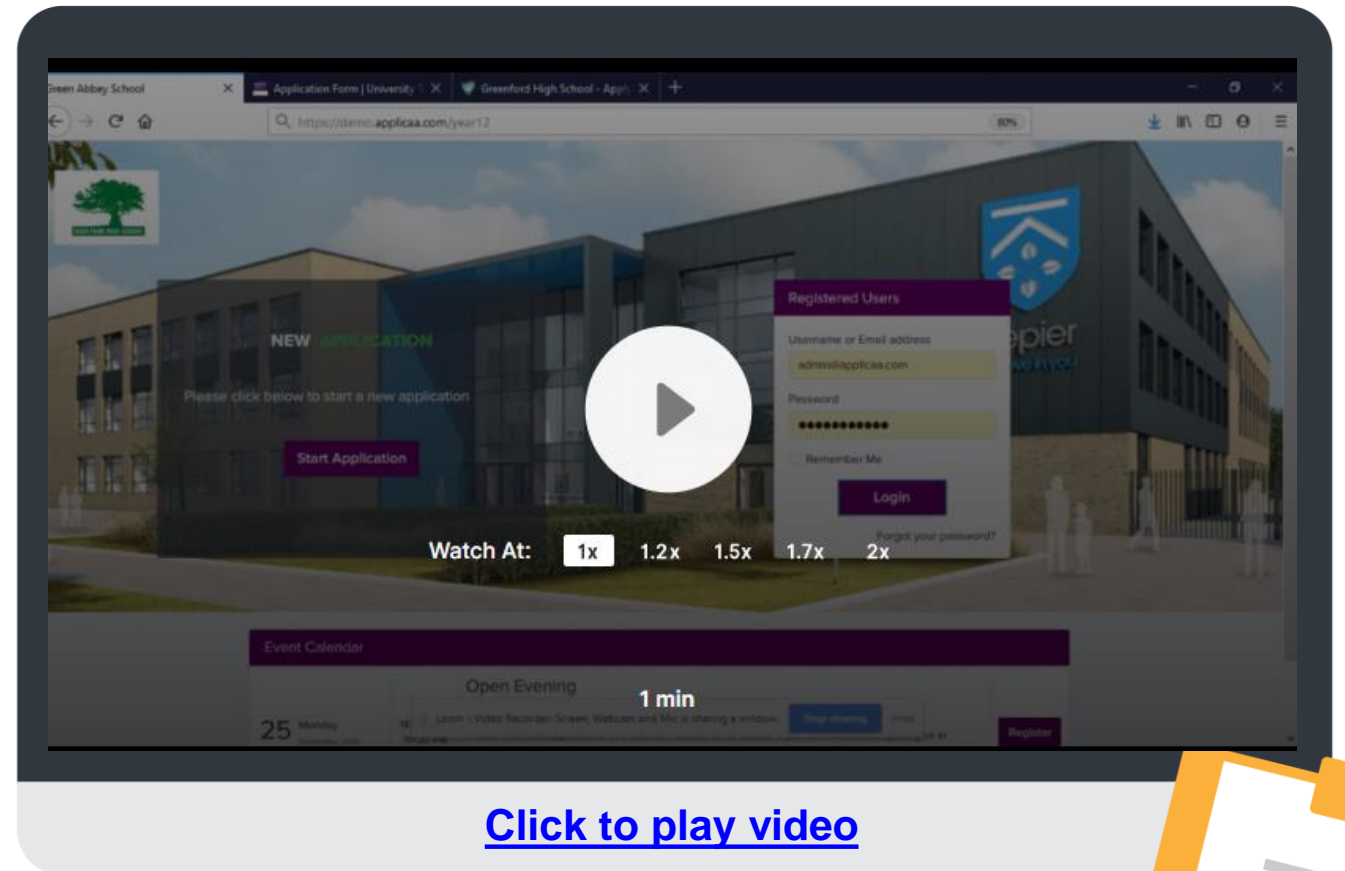 Green Abbey School
Application Form | University T
Greenford High School - Appl
https://demo.applicaa.com/year12
80%
NEW APPLICATION
Please click below to start a new application
Start Application
Registered Users
Username or Email address
admin@applicaa.com
Password
Remember Me
Login
Forgot your password?
epier
Watch At: 1x 1.2x 1.5x 1.7x 2x
Event Calendar
Open Evening
1 min
25 Monday
Loom - Video Recorder: Screen, Webcam and Mic is sharing a window.
Stop sharing
Hide
Register
Click to play video